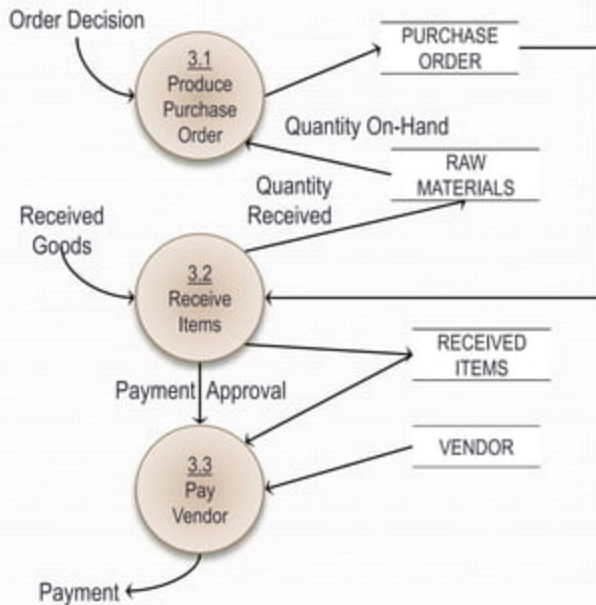 Order Decision
PURCHASE
ORDER
3.1
Produce
Purchase
Order
Quantity On-Hand
RAW
MATERIALS
Quantity
Received
Received
Goods
3.2
Receive
Items
RECEIVED
ITEMS
Payment Approval
VENDOR
3.3
Pay
Vendor
Payment